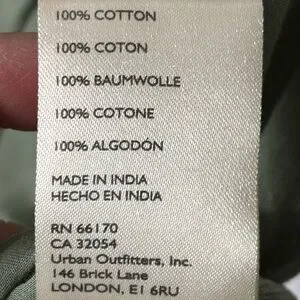 100% COTTON
100% COTON
100% BAUMWOLLE
100% COTONE
100% ALGODÓN
MADE IN INDIA
HECHO EN INDIA
RN 66170
CA 32054
Urban Outfitters, Inc.
146 Brick Lane
LONDON, E1 6RU